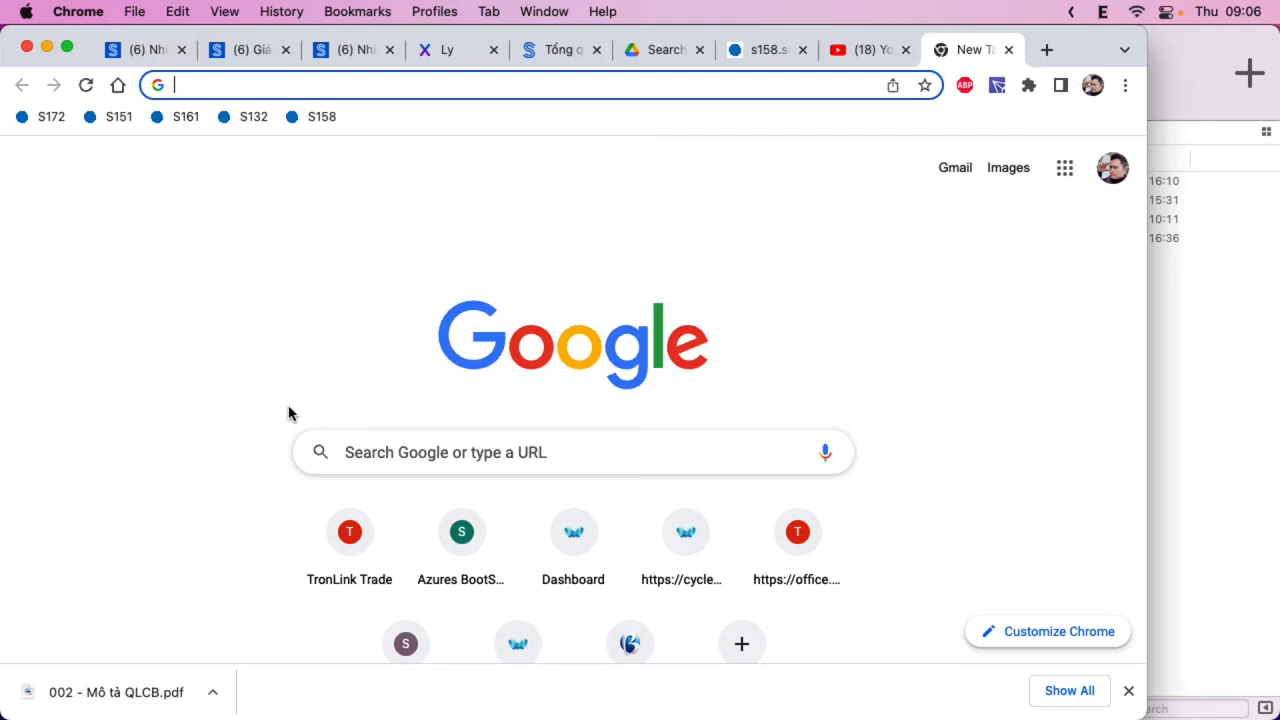 Chrome File Edit View History Bookmarks Profiles Tab Window Help E Thu 09:06
(6) Nhi (6) Giá (6) Nhi Ly Tổng q Search s158.s (18) Yo New Ta
G ABP
S172 S151 S161 S132 S158
Gmail Images
16:10
15:31
10:11
16:36
Google
Search Google or type a URL
T S T
TronLink Trade Azures BootS... Dashboard https://cycle... https://office....
S
Customize Chrome
002 - Mô tả QLCB.pdf Show All
arch